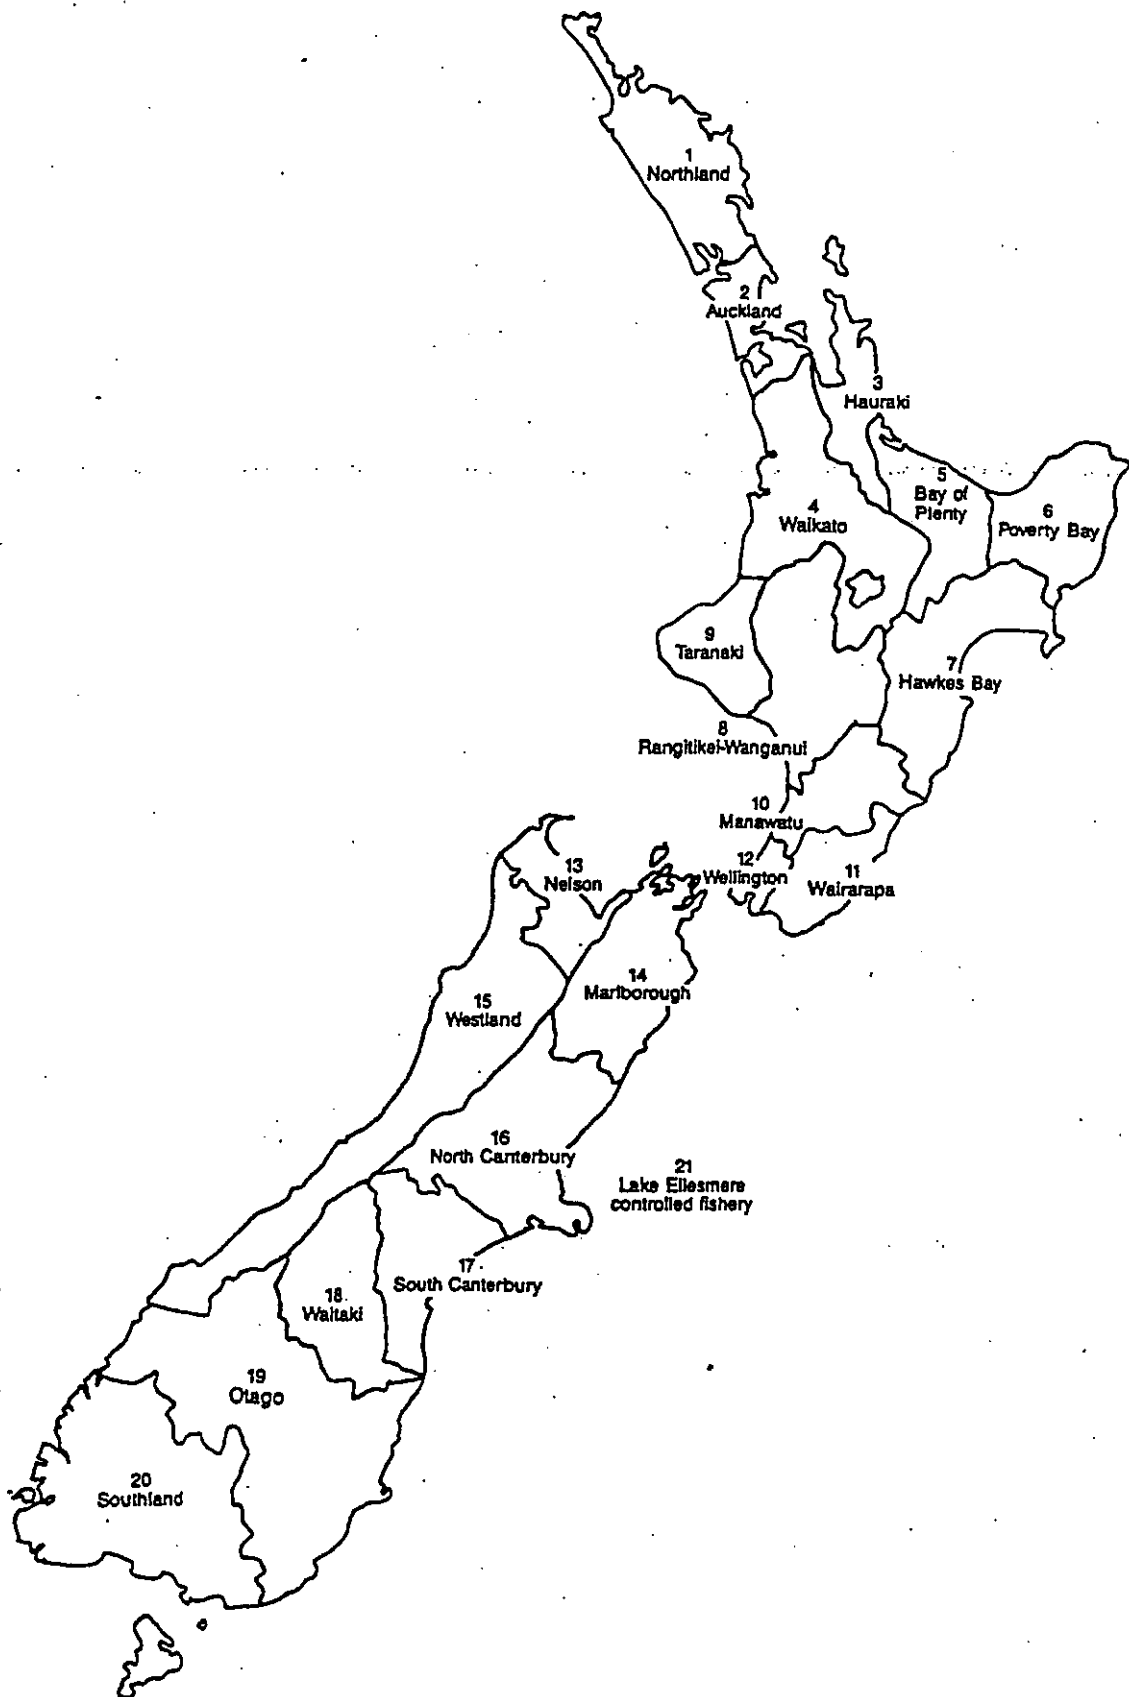 1
Northland
2
Auckland
3
Hauraki
4
Waikato
5
Bay of
Plenty
6
Poverty Bay
7
Hawkes Bay
8
Rangitikei-Wanganui
9
Taranaki
10
Manawatu
11
Wairarapa
12
Wellington
13
Nelson
14
Marlborough
15
Westland
16
North Canterbury
17
South Canterbury
18
Waitaki
19
Otago
20
Southland
21
Lake Ellesmere
controlled fishery